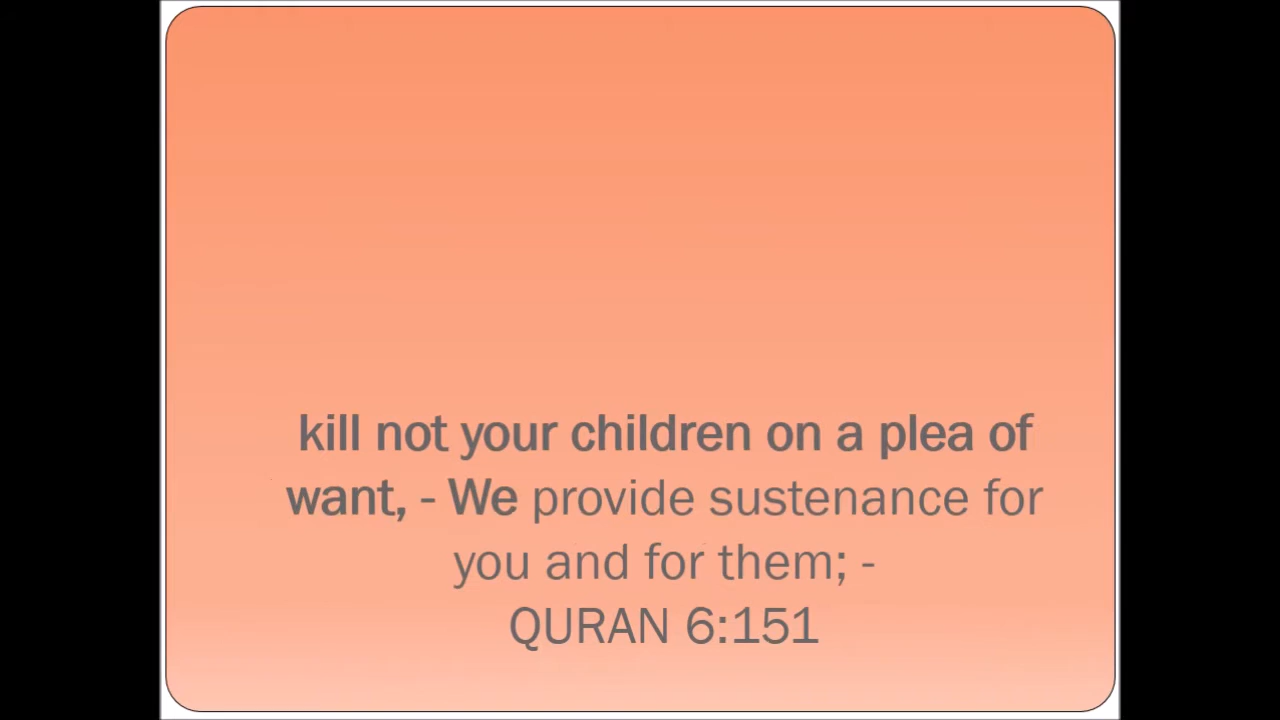 kill not your children on a plea of
want, - We provide sustenance for
you and for them; -
QURAN 6:151